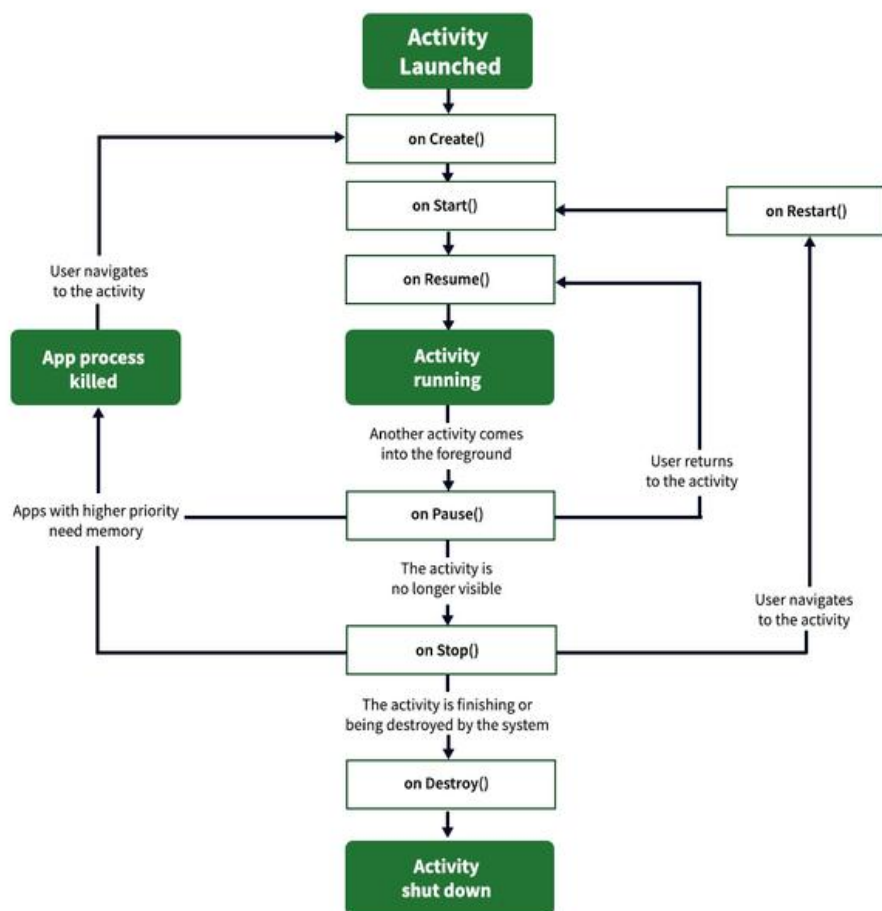 Activity
Launched
on Create()
on Start()
on Restart()
on Resume()
User navigates
to the activity
App process
killed
Activity
running
Another activity comes
into the foreground
User returns
to the activity
Apps with higher priority
need memory
on Pause()
The activity is
no longer visible
User navigates
to the activity
on Stop()
The activity is finishing or
being destroyed by the system
on Destroy()
Activity
shut down